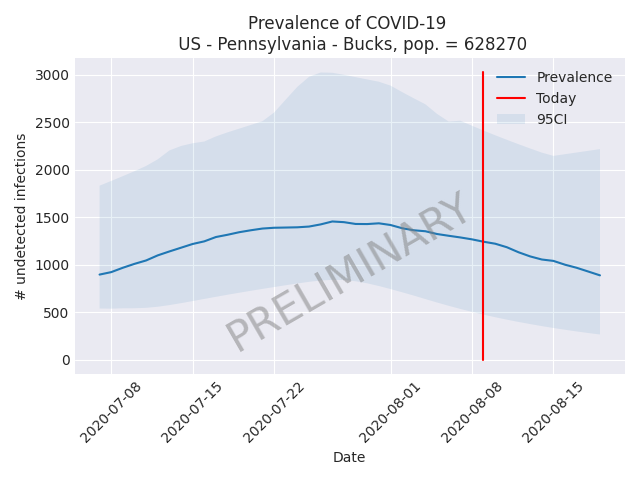 Prevalence of COVID-19
US - Pennsylvania - Bucks, pop. = 628270
3000
2500
2000
1500
1000
500
0
# undetected infections
Prevalence
Today
95CI
PRELIMINARY
2020-07-08
2020-07-15
2020-07-22
2020-08-01
2020-08-08
2020-08-15
Date